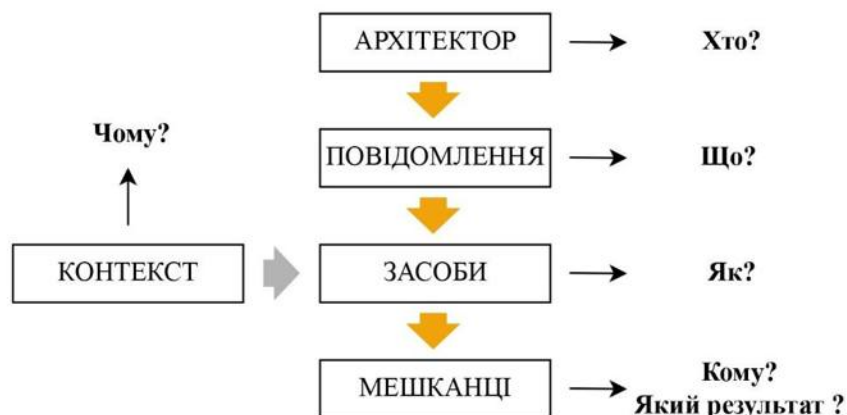 АРХІТЕКТОР
Хто?
Чому?
ПОВІДОМЛЕННЯ
Що?
КОНТЕКСТ
ЗАСОБИ
Як?
МЕШКАНЦІ
Кому?
Який результат ?